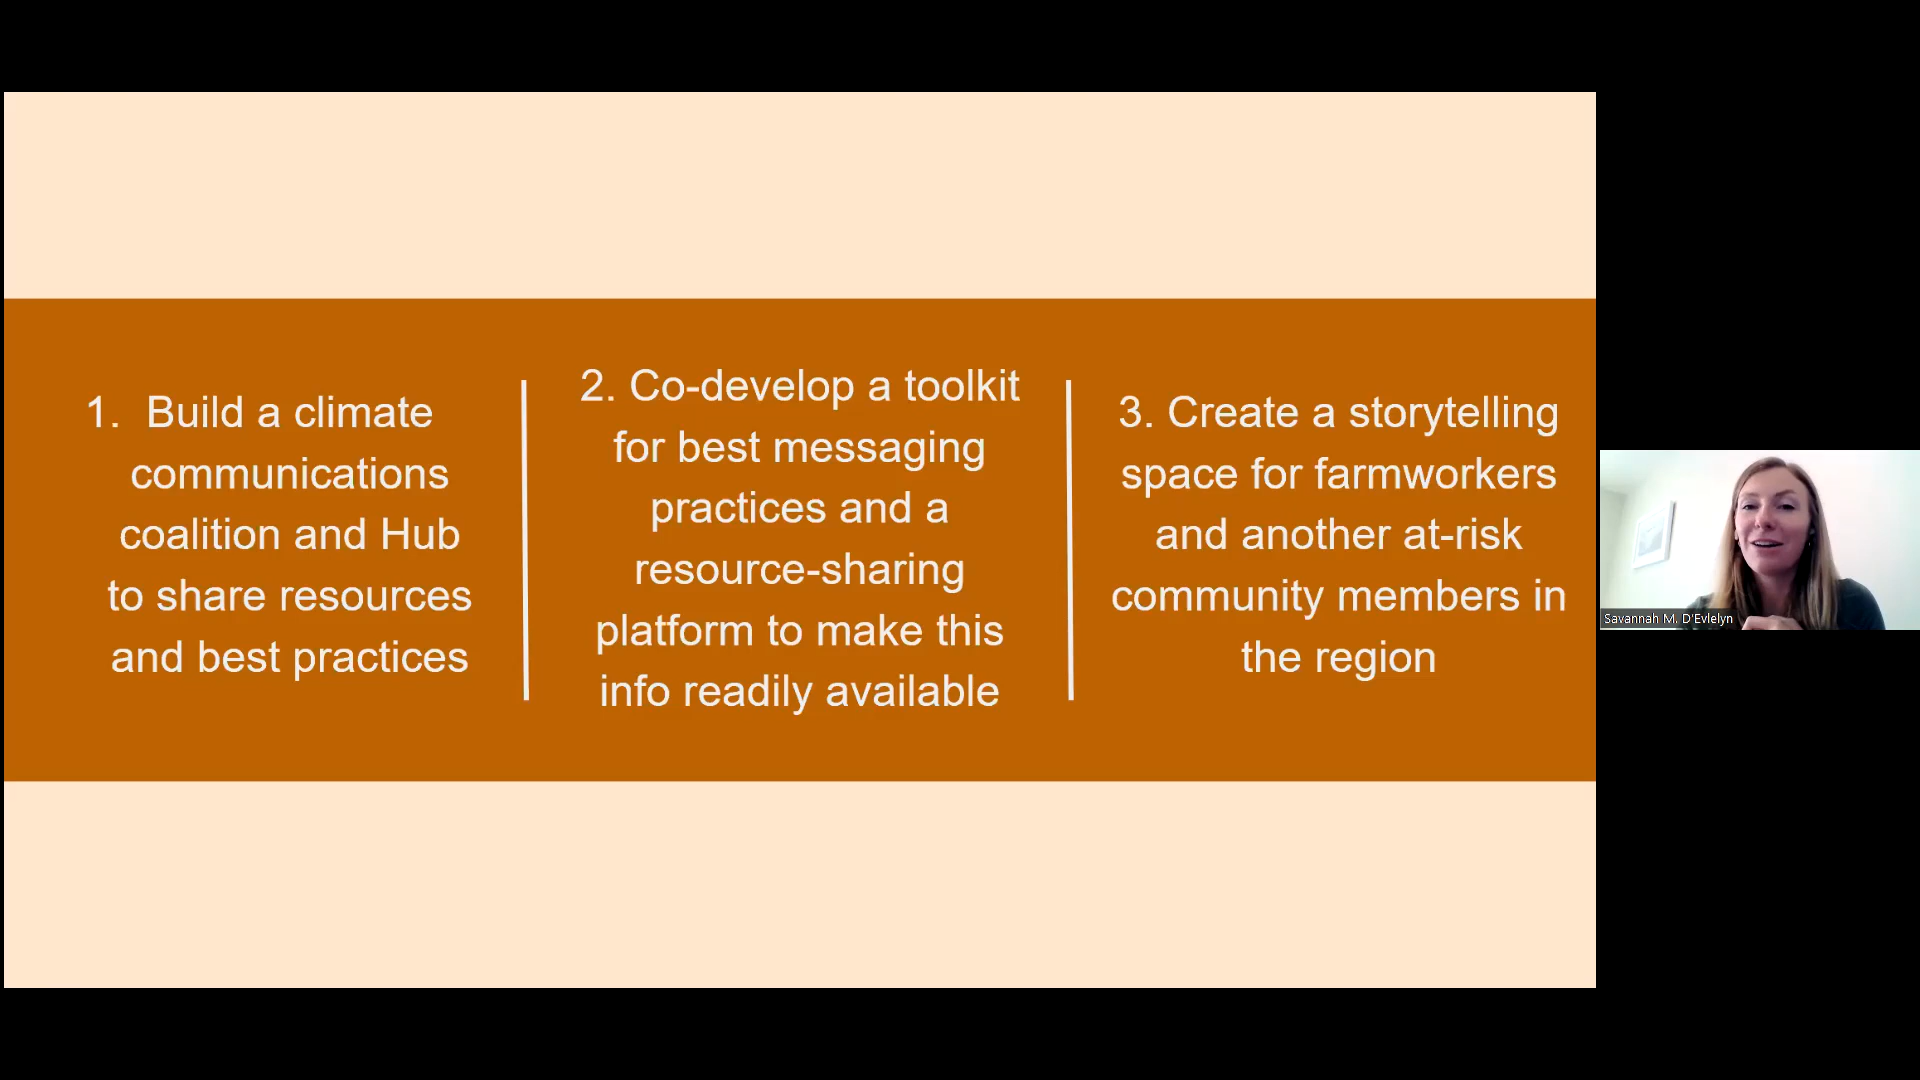 1. Build a climate
communications
coalition and Hub
to share resources
and best practices
2. Co-develop a toolkit
for best messaging
practices and a
resource-sharing
platform to make this
info readily available
3. Create a storytelling
space for farmworkers
and another at-risk
community members in
the region
Savannah M. D'Evlelyn